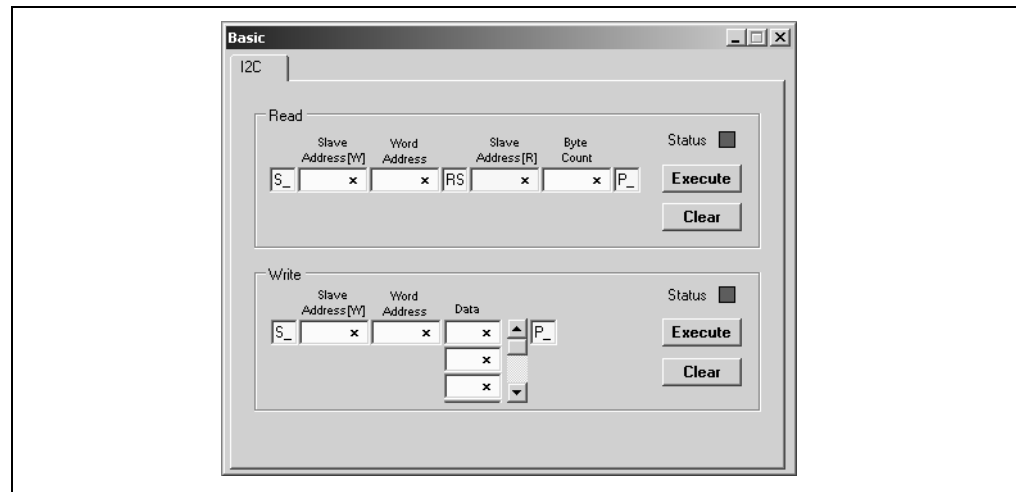 Basic
I2C
Read
Slave Address[W] Word Address Slave Address[R] Byte Count Status
S_ x x RS x x P_ Execute
Clear
Write
Slave Address[W] Word Address Data Status
S_ x x x P_ Execute
x
x Clear